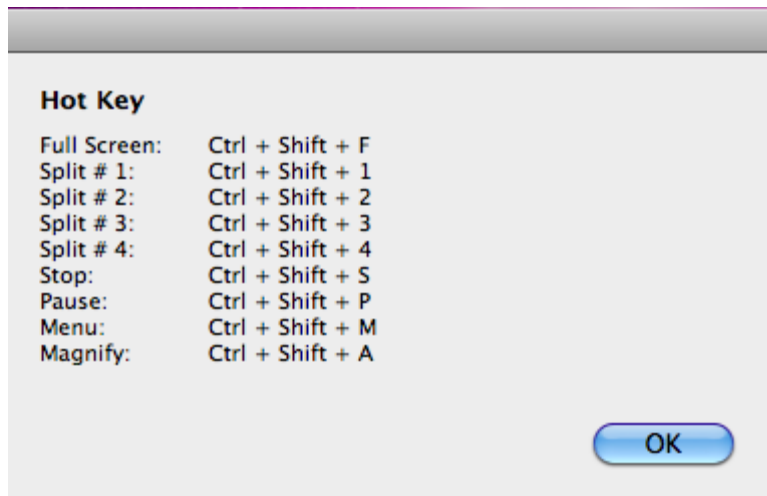 Hot Key
Full Screen: Ctrl + Shift + F
Split # 1: Ctrl + Shift + 1
Split # 2: Ctrl + Shift + 2
Split # 3: Ctrl + Shift + 3
Split # 4: Ctrl + Shift + 4
Stop: Ctrl + Shift + S
Pause: Ctrl + Shift + P
Menu: Ctrl + Shift + M
Magnify: Ctrl + Shift + A
OK